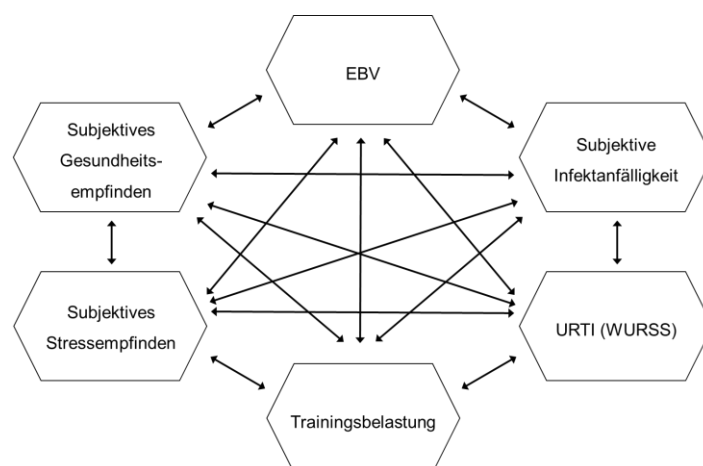 EBV
Subjektives
Gesundheits-
empfinden
Subjektive
Infektanfälligkeit
Subjektives
Stressempfinden
URTI (WURSS)
Trainingsbelastung